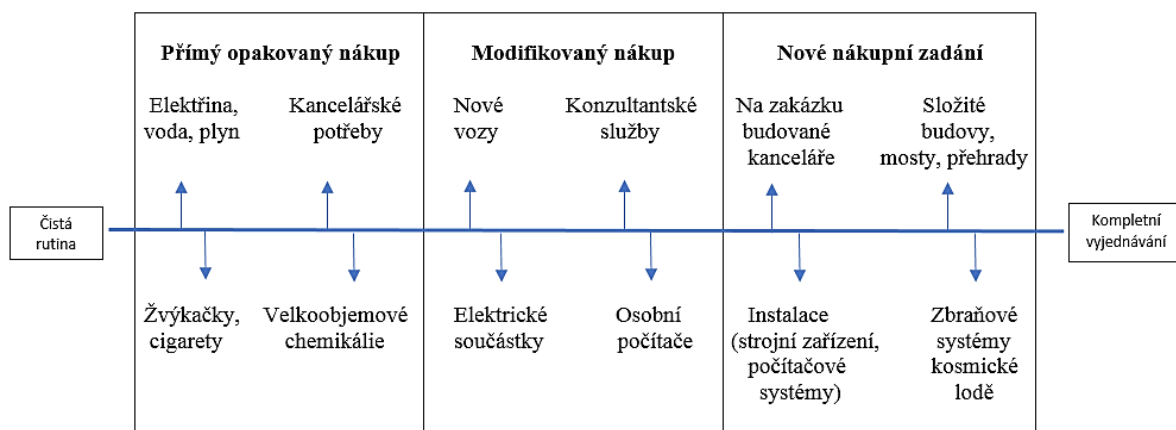 Přímý opakovaný nákup
Modifikovaný nákup
Nové nákupní zadání
Elektřina,
voda, plyn
Kancelářské
potřeby
Nové
vozy
Konzultantské
služby
Na zakázku
budované
kanceláře
Složité
budovy,
mosty, přehrady
Čistá
rutina
Kompletní
vyjednávání
Žvýkačky,
cigarety
Velkoobjemové
chemikálie
Elektrické
součástky
Osobní
počítače
Instalace
(strojní zařízení,
počítačové
systémy)
Zbraňové
systémy
kosmické
lodě